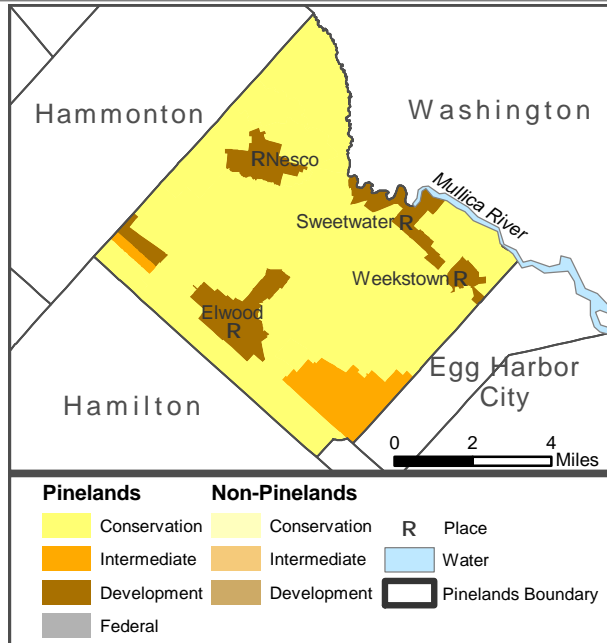 Hammonton
Washington
R Nesco
Mullica River
Sweetwater R
Weekstown R
Elwood
R
Egg Harbor
City
Hamilton
0 2 4
Miles
Pinelands Non-Pinelands
Conservation Conservation R Place
Intermediate Intermediate Water
Development Development Pinelands Boundary
Federal